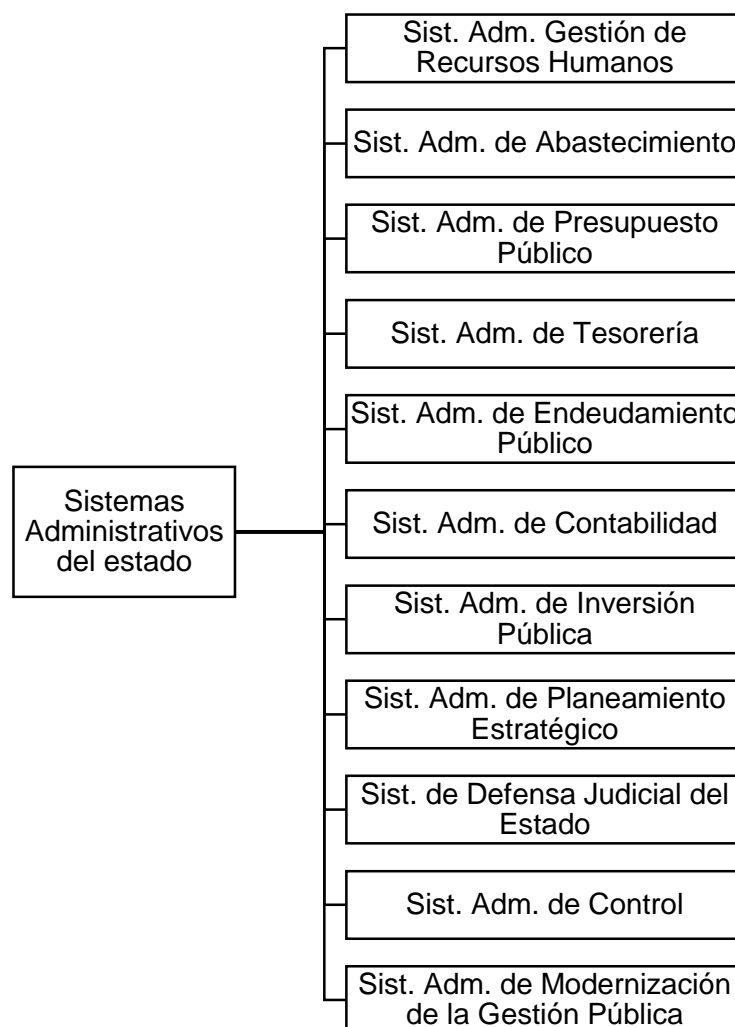 Sist. Adm. Gestión de
Recursos Humanos
Sist. Adm. de Abastecimiento
Sist. Adm. de Presupuesto
Público
Sist. Adm. de Tesorería
Sist. Adm. de Endeudamiento
Público
Sistemas
Administrativos
del estado
Sist. Adm. de Contabilidad
Sist. Adm. de Inversión
Pública
Sist. Adm. de Planeamiento
Estratégico
Sist. de Defensa Judicial del
Estado
Sist. Adm. de Control
Sist. Adm. de Modernización
de la Gestión Pública